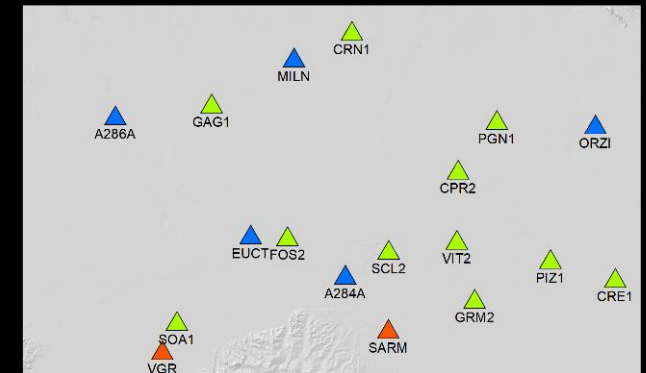 CRN1
MILN
GAG1
A286A
PGN1
ORZI
CPR2
EUCT
FOS2
SCL2
VIT2
PIZ1
A284A
CRE1
GRM2
SOA1
SARM
VGR